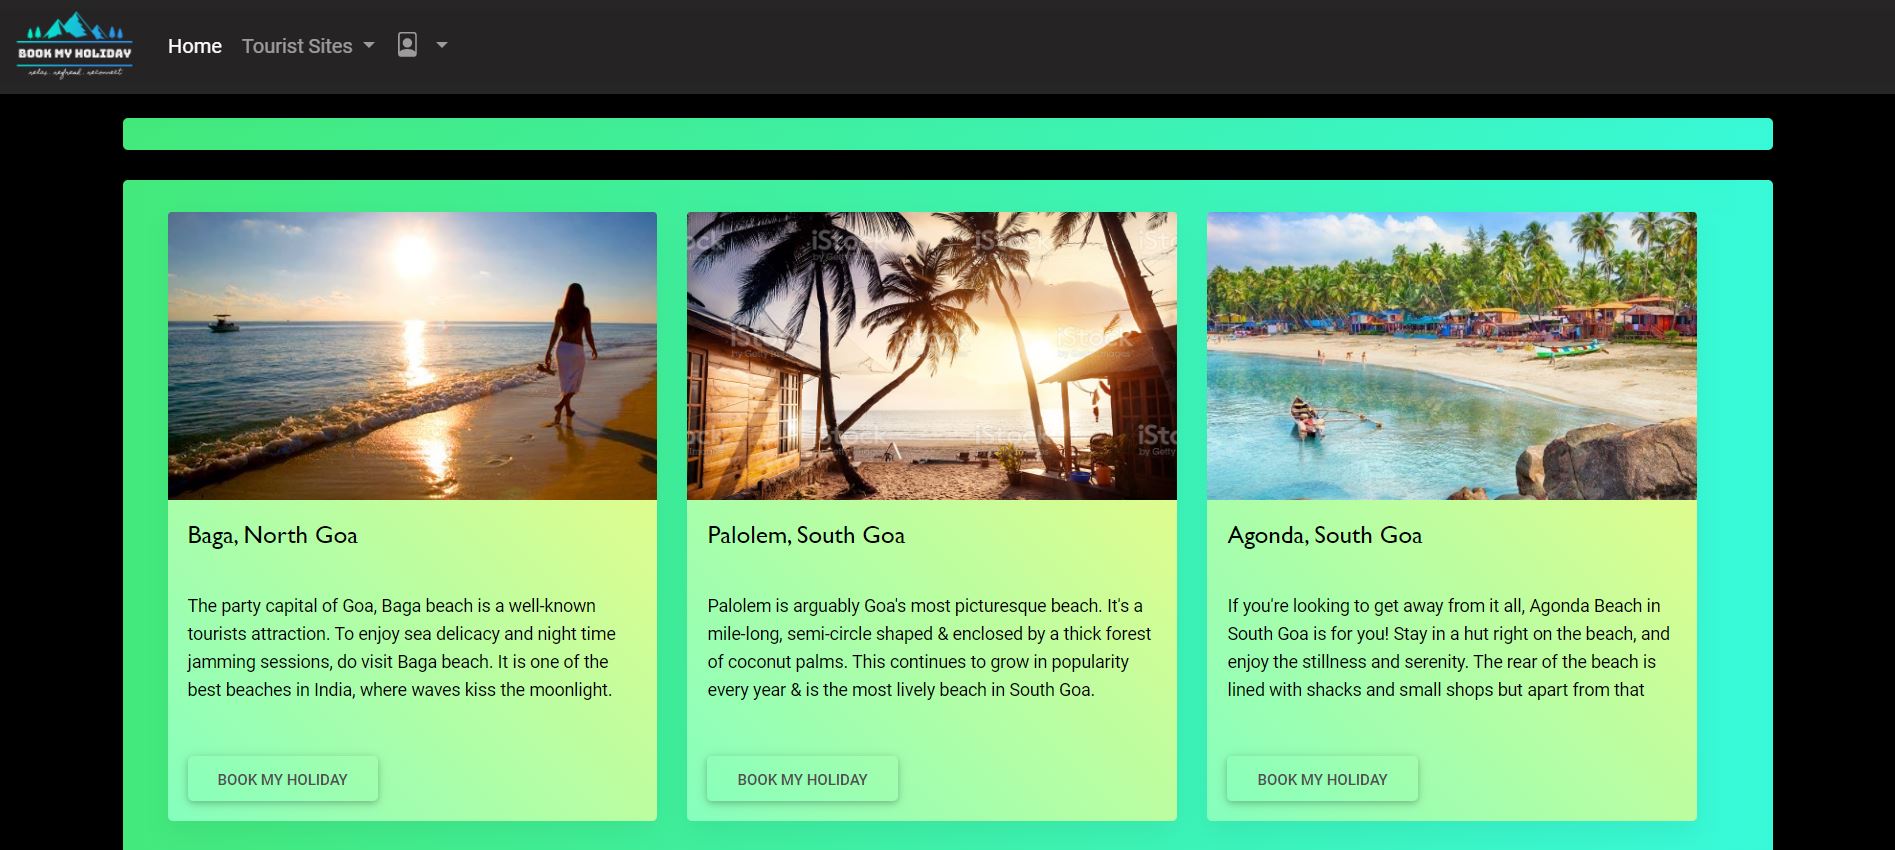 BOOK MY HOLIDAY
relax . refresh . reconnect
Home Tourist Sites
iStock
by Getty Images
Baga, North Goa
The party capital of Goa, Baga beach is a well-known
tourists attraction. To enjoy sea delicacy and night time
jamming sessions, do visit Baga beach. It is one of the
best beaches in India, where waves kiss the moonlight.
BOOK MY HOLIDAY
Palolem, South Goa
Palolem is arguably Goa's most picturesque beach. It's a
mile-long, semi-circle shaped & enclosed by a thick forest
of coconut palms. This continues to grow in popularity
every year & is the most lively beach in South Goa.
BOOK MY HOLIDAY
Agonda, South Goa
If you're looking to get away from it all, Agonda Beach in
South Goa is for you! Stay in a hut right on the beach, and
enjoy the stillness and serenity. The rear of the beach is
lined with shacks and small shops but apart from that
BOOK MY HOLIDAY